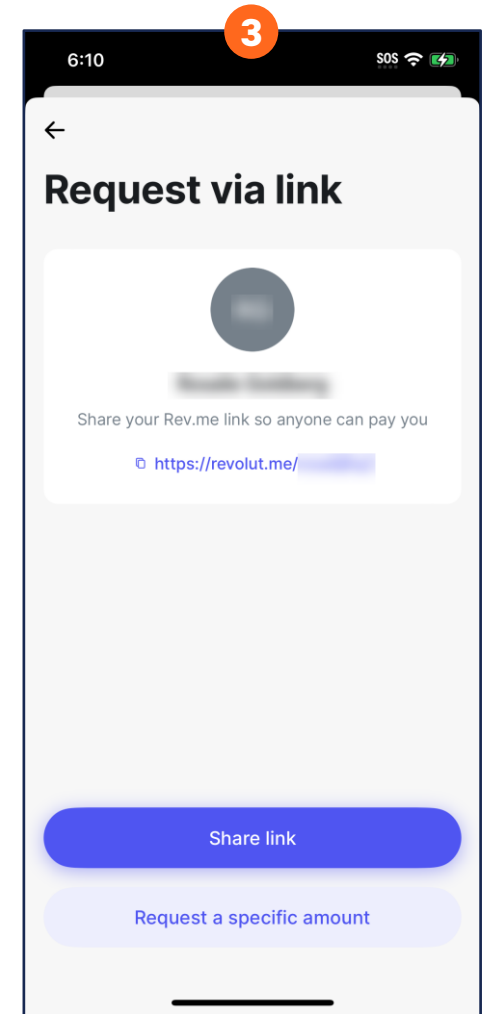 3
6:10
SOS
Request via link
Share your Rev.me link so anyone can pay you
https://revolut.me/
Share link
Request a specific amount